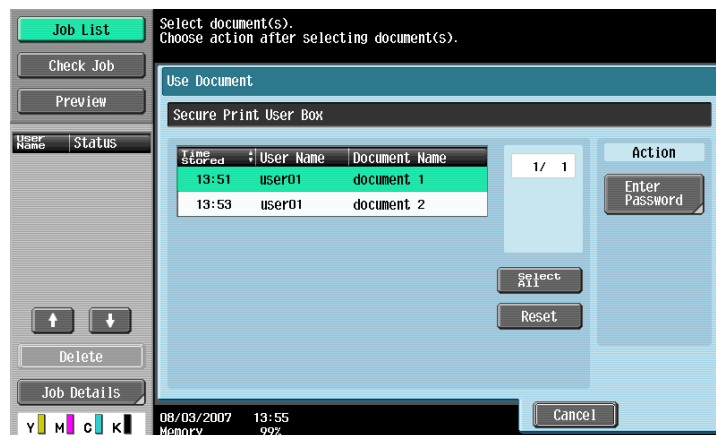 Job List
Check Job
Preview
User Name Status
Delete
Job Details
Y M C K
Select document(s).
Choose action after selecting document(s).
Use Document
Secure Print User Box
Time Stored User Name Document Name
13:51 user01 document 1
13:53 user01 document 2
1/ 1
Select All
Reset
Action
Enter
Password
08/03/2007 13:55
Memory 99%
Cancel